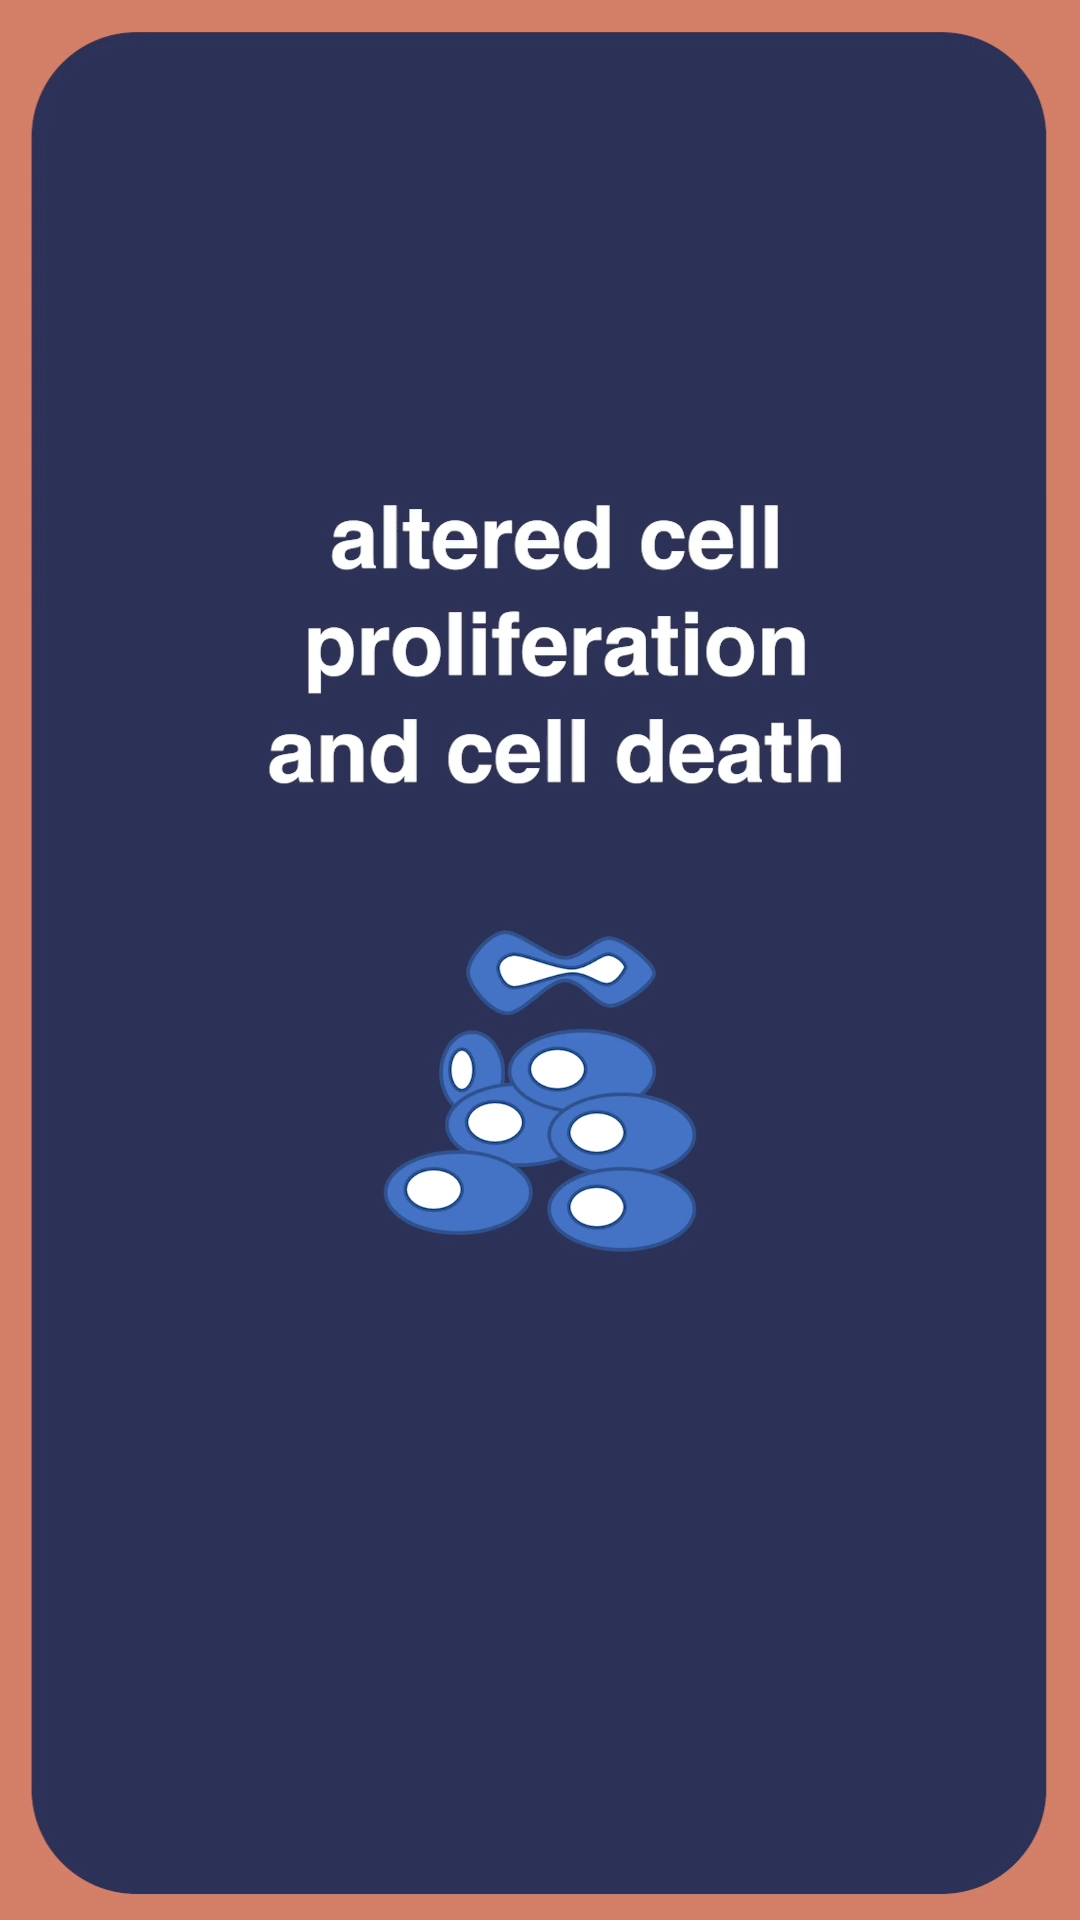 altered cell
proliferation
and cell death